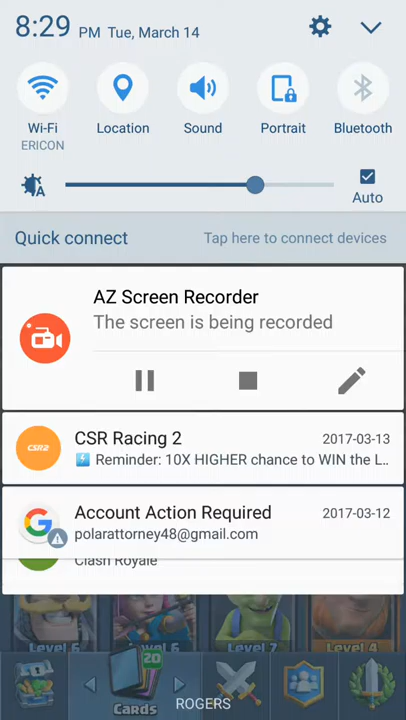 8:29 PM Tue, March 14
Wi-Fi Location Sound Portrait Bluetooth
ERICON
A
Auto
Quick connect Tap here to connect devices
AZ Screen Recorder
The screen is being recorded
CSR2
CSR Racing 2 2017-03-13
Reminder: 10X HIGHER chance to WIN the L...
G
Account Action Required 2017-03-12
polarattorney48@gmail.com
Clash Royale
Level 6 Level 6 Level 7 Level 4
20
Cards
ROGERS